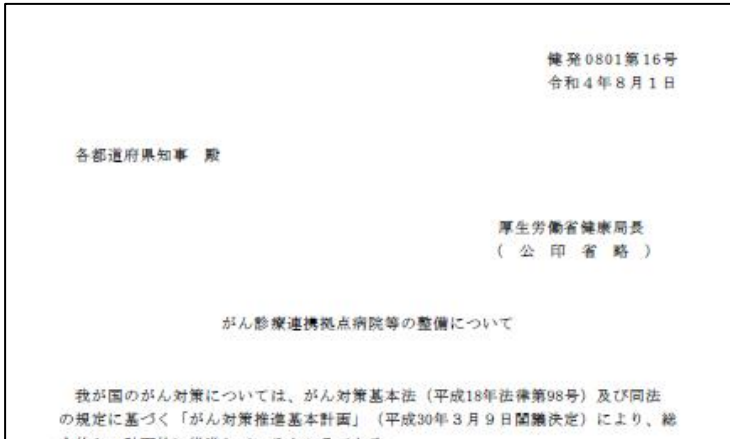 健発0801第16号
令和４年８月１日
各都道府県知事　殿
厚生労働省健康局長
（　公　印　省　略　）
がん診療連携拠点病院等の整備について
我が国のがん対策については、がん対策基本法（平成18年法律第98号）及び同法
の規定に基づく「がん対策推進基本計画」（平成30年３月９日閣議決定）により、総